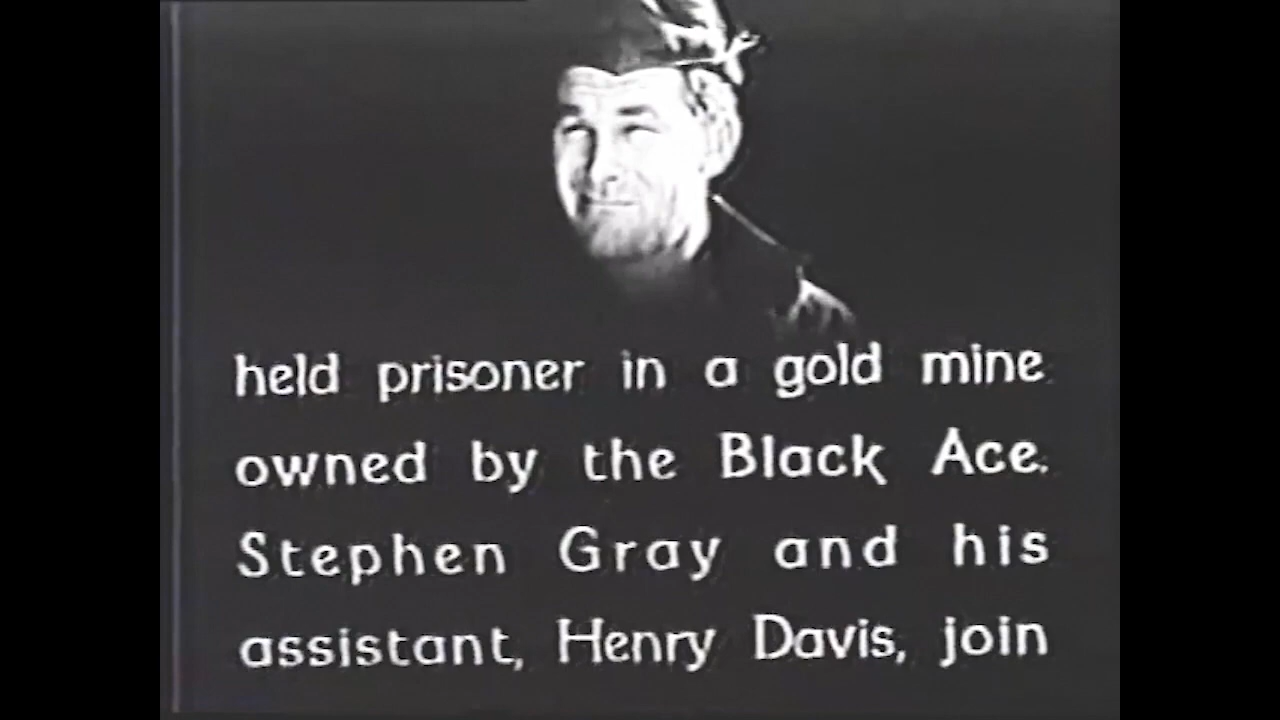 held prisoner in a gold mine
owned by the Black Ace.
Stephen Gray and his
assistant, Henry Davis, join